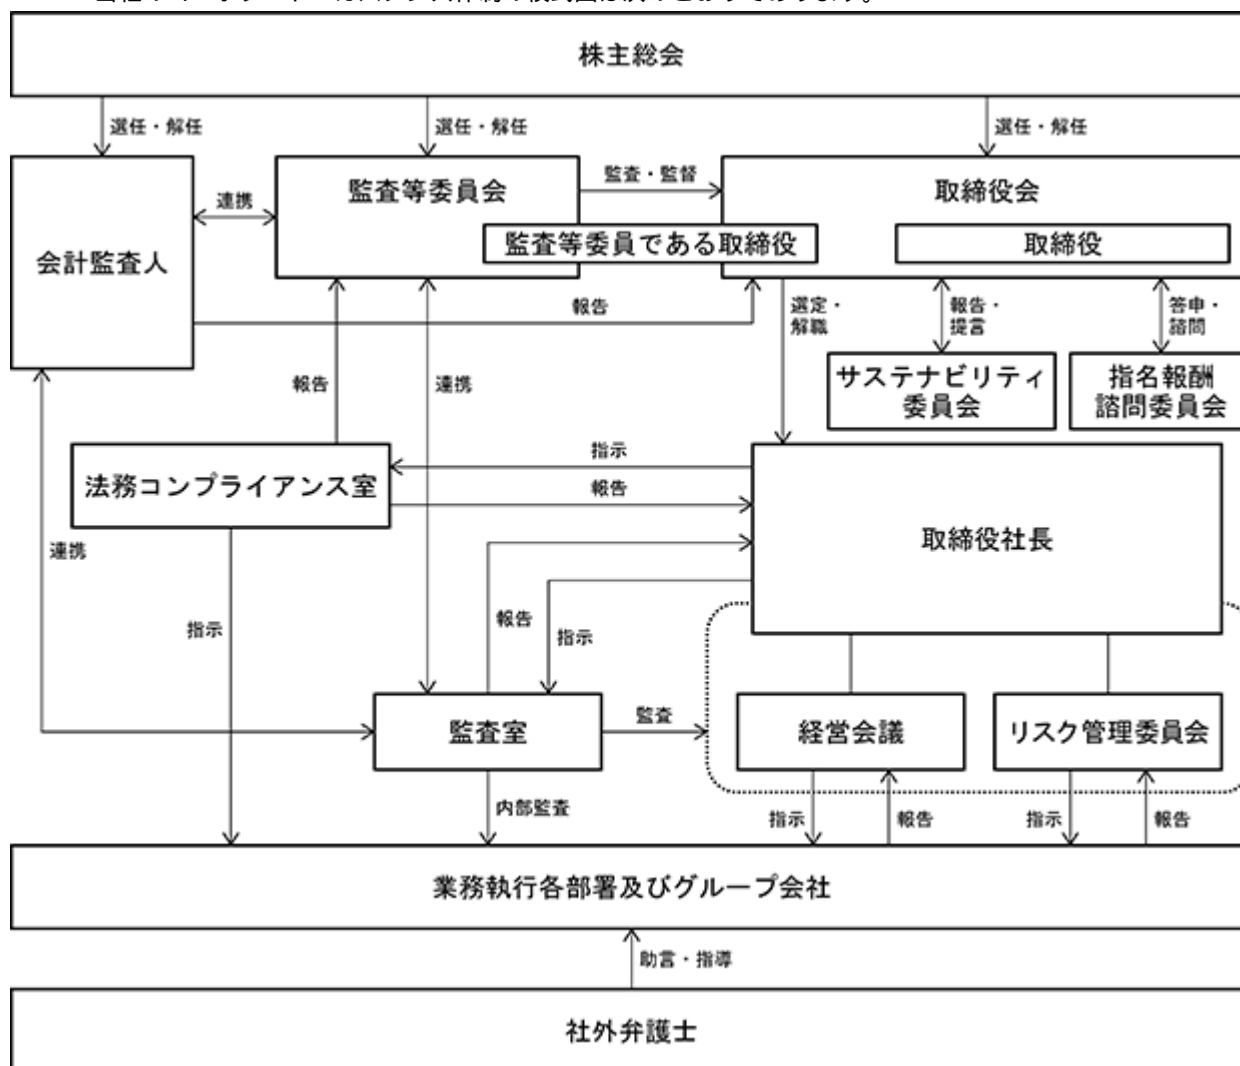 株主総会
選任・解任
選任・解任
選任・解任
監査等委員会
監査・監督
取締役会
連携
監査等委員である取締役
取締役
会計監査人
報告
選定・
解職
報告・
提言
答申・
諮問
サステナビリティ
委員会
指名報酬
諮問委員会
報告
連携
指示
法務コンプライアンス室
報告
取締役社長
連携
報告
指示
指示
監査室
監査
経営会議
リスク管理委員会
内部監査
指示
報告
指示
報告
業務執行各部署及びグループ会社
助言・指導
社外弁護士